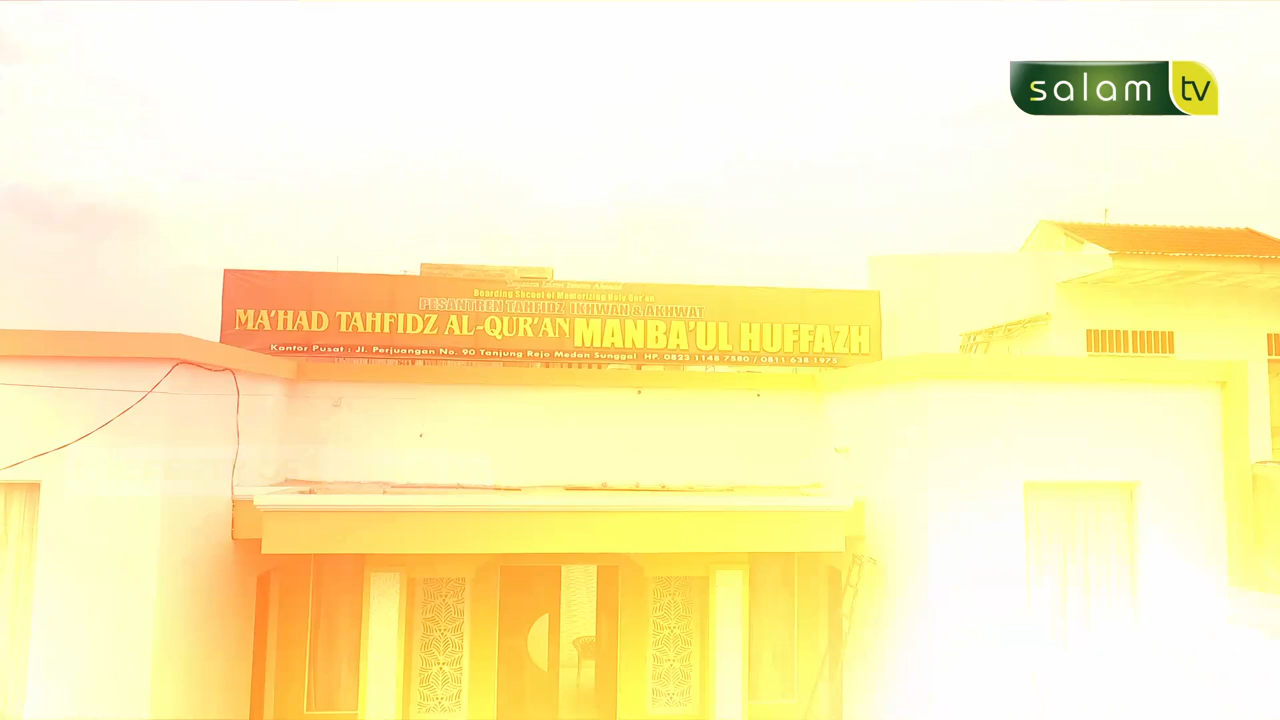 salam tv
Boarding School of Memorizing Holy Qur'an
PESANTREN TAHFIDZ IKHWAN & AKHWAT
MA'HAD TAHFIDZ AL-QUR'AN MANBA'UL HUFFAZH
Kantor Pusat : Jl. Perjuangan No. 90 Tanjung Rejo Medan Sunggal HP. 0823 1148 7580 / 0811 638 1975